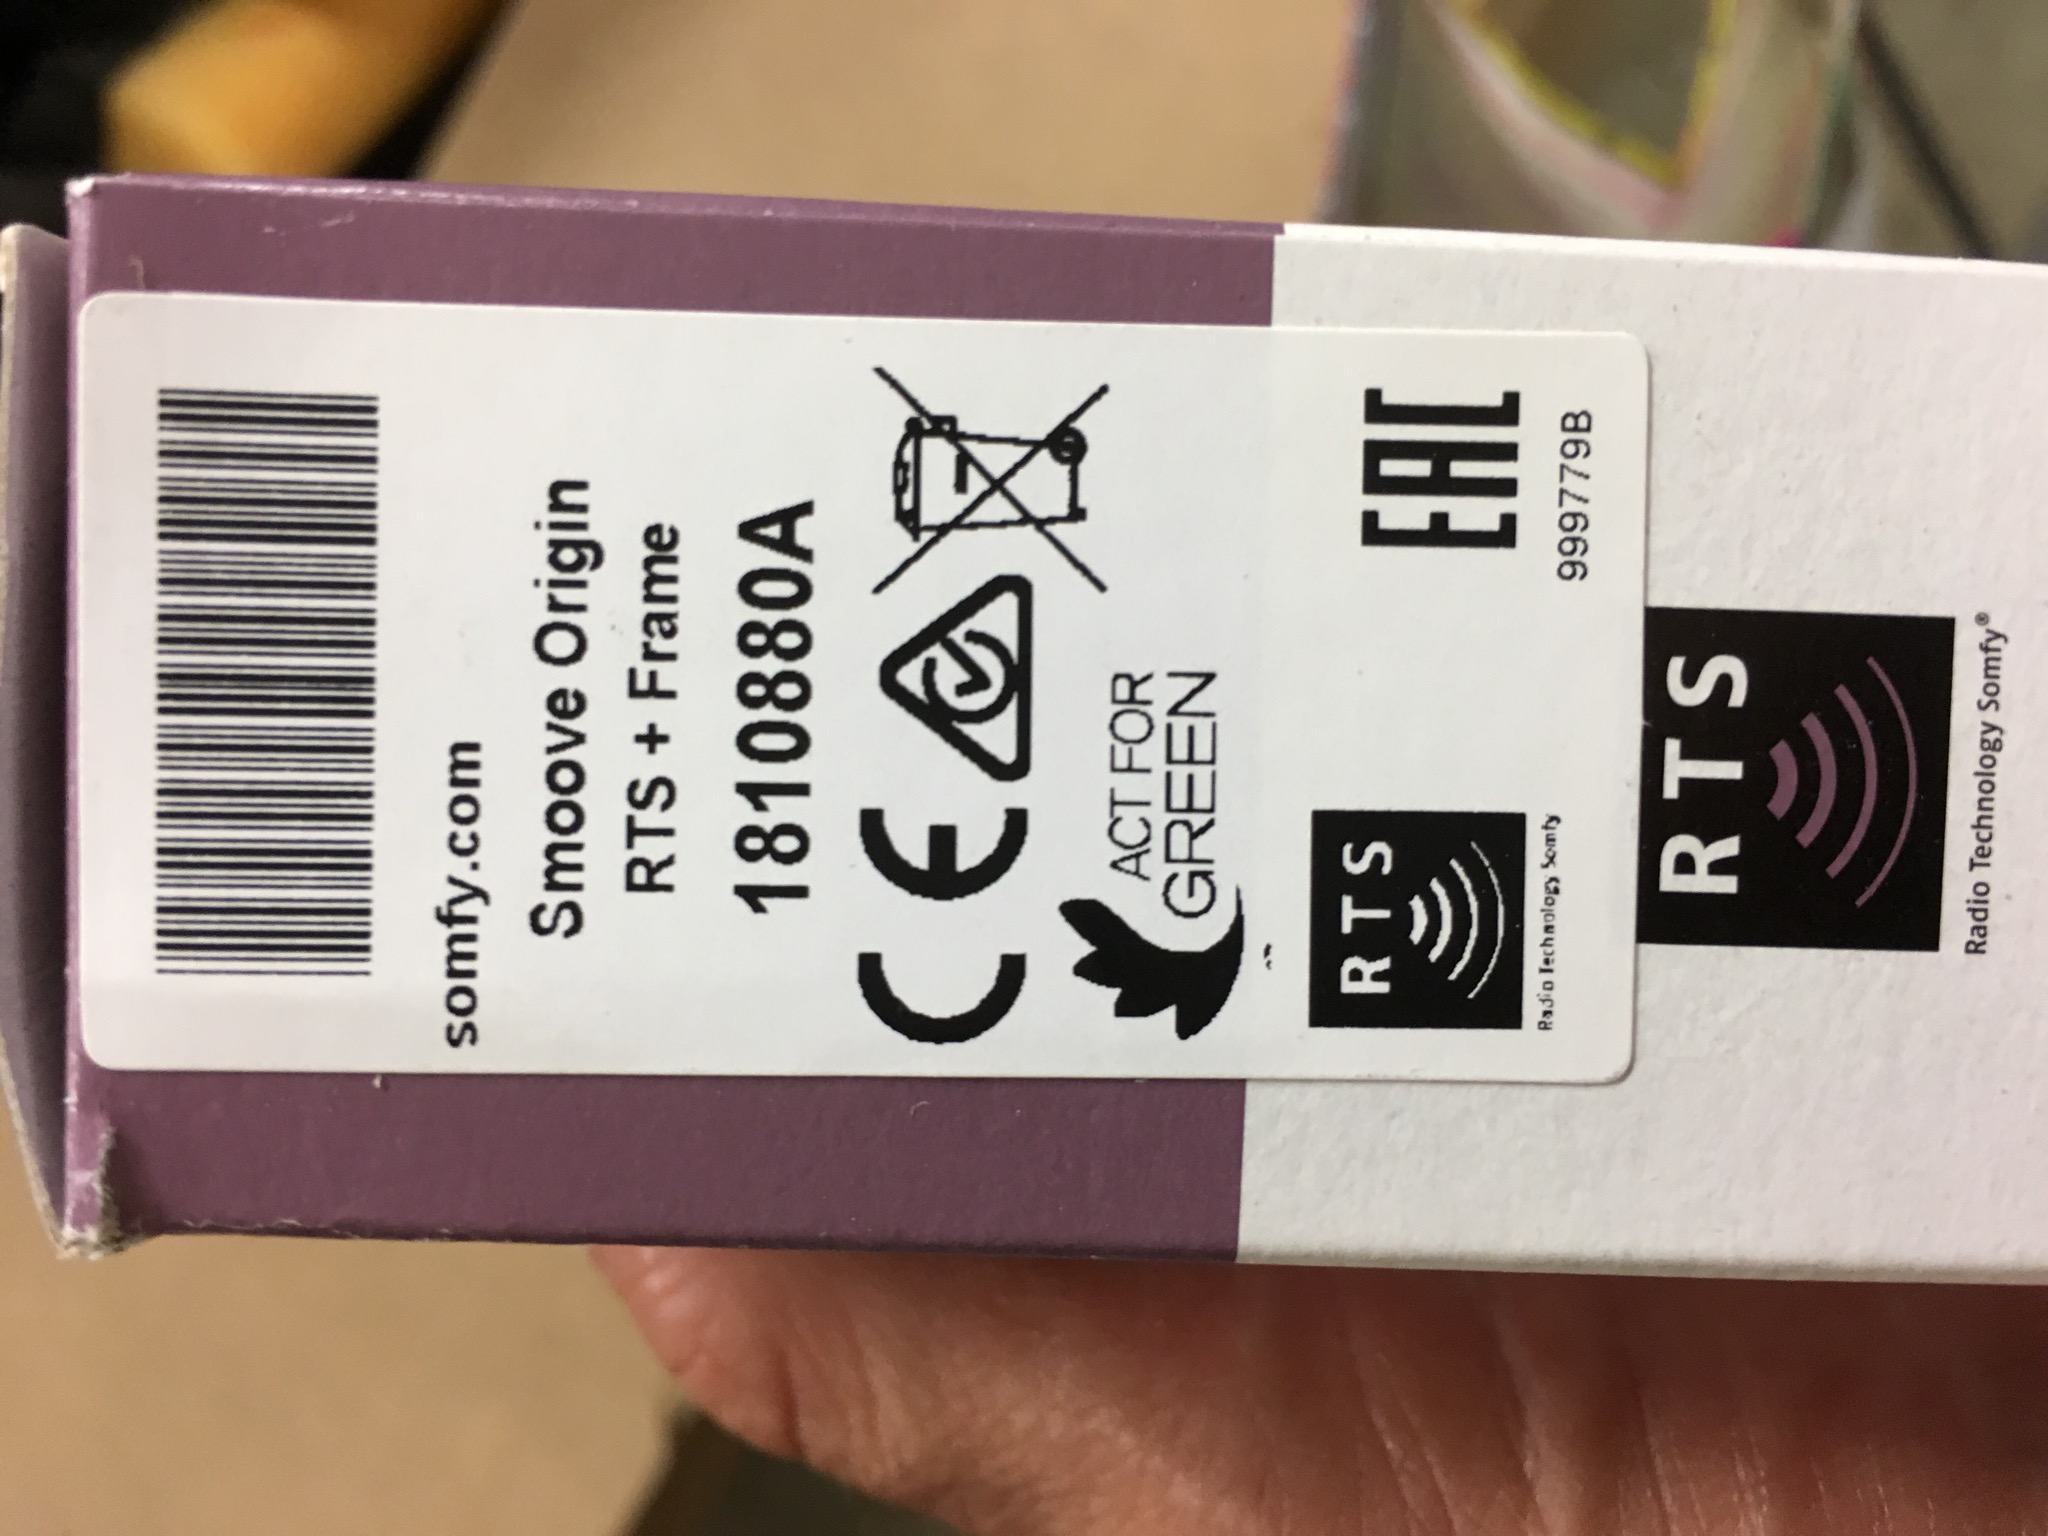 somfy.com
Smoove Origin
RTS + Frame
1810880A
CE
ACT FOR
GREEN
RTS
Radio Technology Somfy
EAC
999779B
RTS
Radio Technology Somfy®